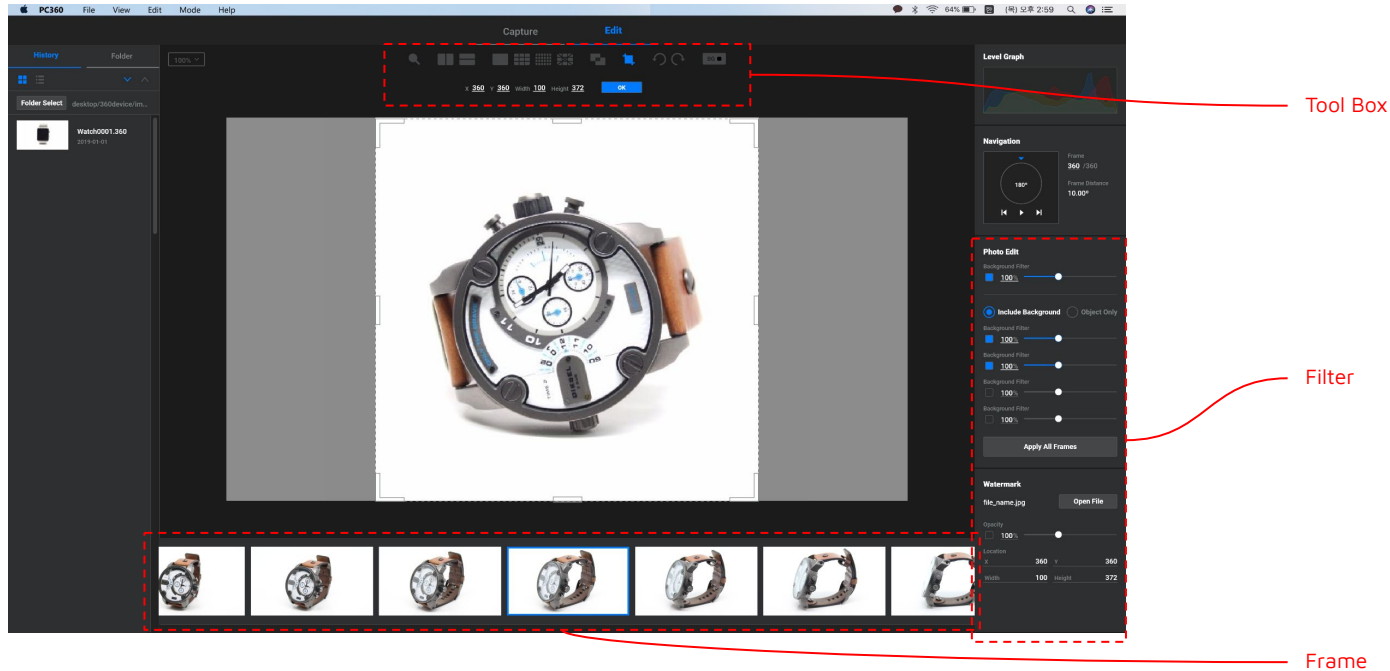 PC360 File View Edit Mode Help 64% (목) 오후 2:59
Capture Edit
History Folder
100%
Folder Select desktop/360device/im...
Watch0001.360
2019-01-01
BG
X 360 Y 360 Width 100 Height 372 OK
DIESEL
10
11
Level Graph
Navigation
180°
Frame
360 /360
Frame Distance
10.00°
Photo Edit
Background Filter
100%
Include Background Object Only
Background Filter
100%
Background Filter
100%
Background Filter
100%
Background Filter
100%
Apply All Frames
Watermark
file_name.jpg Open File
Opacity
100%
Location
X 360 Y 360
Width 100 Height 372
Tool Box
Filter
Frame